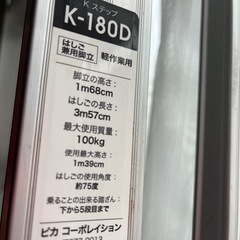 K ステップ
K-180D
はしご
兼用脚立
軽作業用
脚立の高さ:
1m68cm
はしごの長さ:
3m57cm
最大使用質量:
100kg
使用最大高さ:
1m39cm
はしごの使用角度:
約75度
乗ることの出来る踏ざん:
下から5段目まで
ピカ コーポレイション